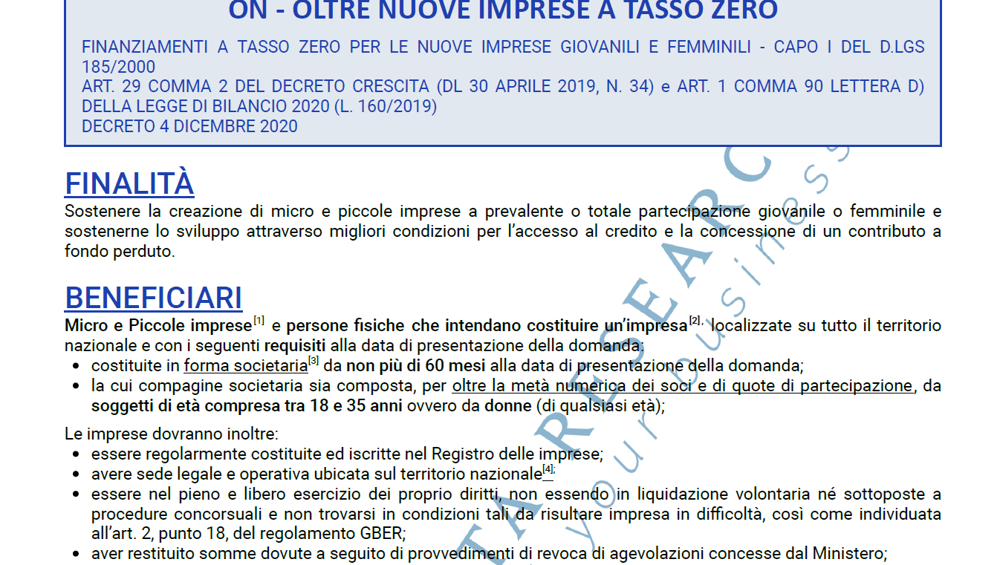 ON - OLTRE NUOVE IMPRESE A TASSO ZERO
FINANZIAMENTI A TASSO ZERO PER LE NUOVE IMPRESE GIOVANILI E FEMMINILI - CAPO I DEL D.LGS
185/2000
ART. 29 COMMA 2 DEL DECRETO CRESCITA (DL 30 APRILE 2019, N. 34) e ART. 1 COMMA 90 LETTERA D)
DELLA LEGGE DI BILANCIO 2020 (L. 160/2019)
DECRETO 4 DICEMBRE 2020
FINALITÀ
Sostenere la creazione di micro e piccole imprese a prevalente o totale partecipazione giovanile o femminile e
sostenerne lo sviluppo attraverso migliori condizioni per l’accesso al credito e la concessione di un contributo a
fondo perduto.
BENEFICIARI
Micro e Piccole imprese[1] e persone fisiche che intendano costituire un’impresa[2], localizzate su tutto il territorio
nazionale e con i seguenti requisiti alla data di presentazione della domanda:
• costituite in forma societaria[3] da non più di 60 mesi alla data di presentazione della domanda;
• la cui compagine societaria sia composta, per oltre la metà numerica dei soci e di quote di partecipazione, da
soggetti di età compresa tra 18 e 35 anni ovvero da donne (di qualsiasi età);
Le imprese dovranno inoltre:
• essere regolarmente costituite ed iscritte nel Registro delle imprese;
• avere sede legale e operativa ubicata sul territorio nazionale[4];
• essere nel pieno e libero esercizio dei proprio diritti, non essendo in liquidazione volontaria né sottoposte a
procedure concorsuali e non trovarsi in condizioni tali da risultare impresa in difficoltà, così come individuata
all’art. 2, punto 18, del regolamento GBER;
• aver restituito somme dovute a seguito di provvedimenti di revoca di agevolazioni concesse dal Ministero;
TA RESEARC
your business